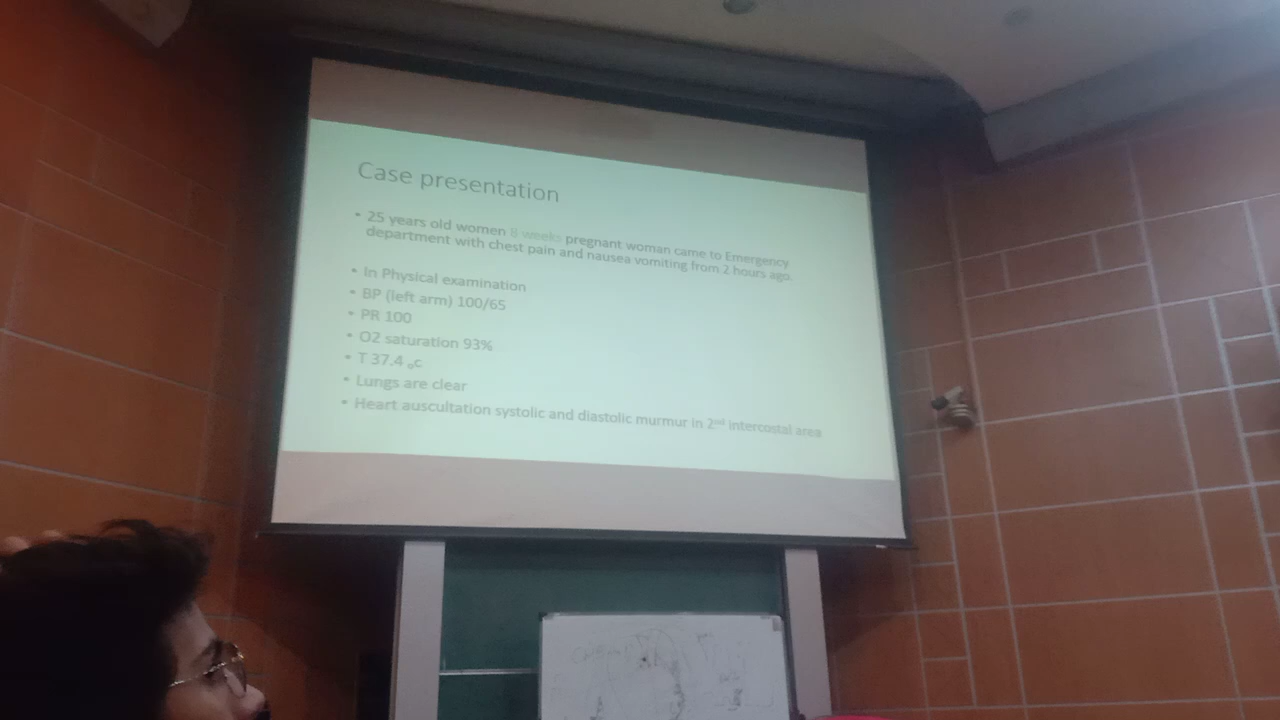 Case presentation
• 25 years old women 8 weeks pregnant woman came to Emergency
department with chest pain and nausea vomiting from 2 hours ago.
• In Physical examination
• BP (left arm) 100/65
• PR 100
• O2 saturation 93%
• T 37.4 °c
• Lungs are clear
• Heart auscultation systolic and diastolic murmur in 2nd intercostal area